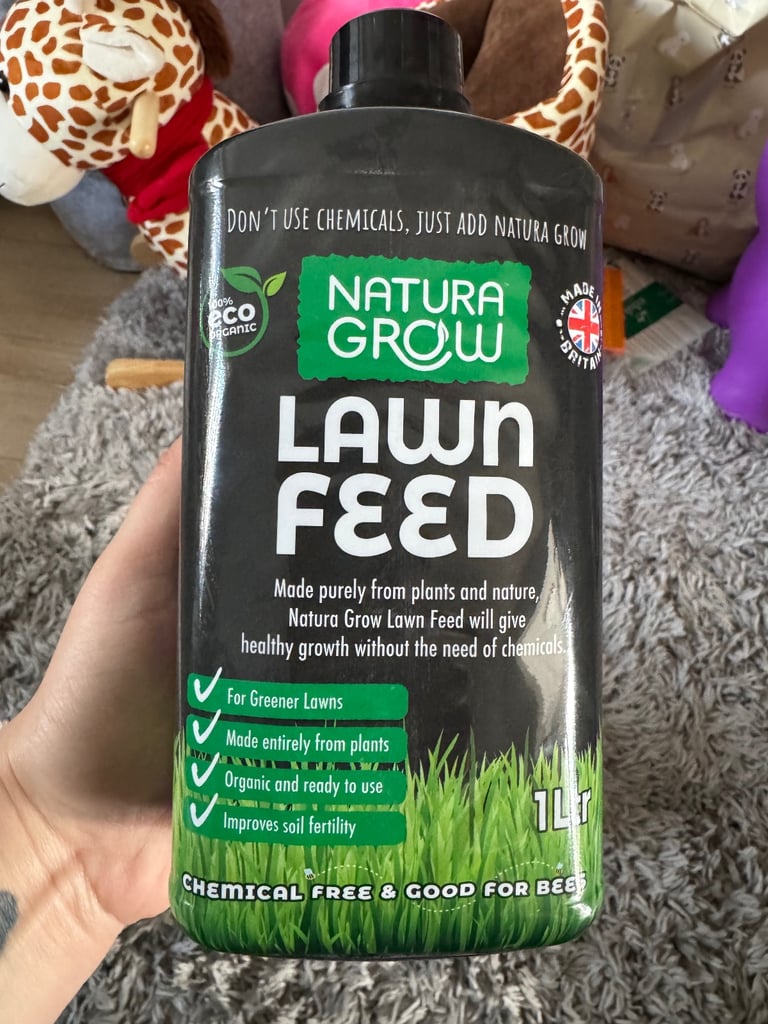 DON'T USE CHEMICALS, JUST ADD NATURA GROW
100%
eco
ORGANIC
NATURA
GROW
MADE IN
BRITAIN
LAWN
FEED
Made purely from plants and nature,
Natura Grow Lawn Feed will give
healthy growth without the need of chemicals.
For Greener Lawns
Made entirely from plants
Organic and ready to use
Improves soil fertility
1 Ltr
CHEMICAL FREE & GOOD FOR BEES